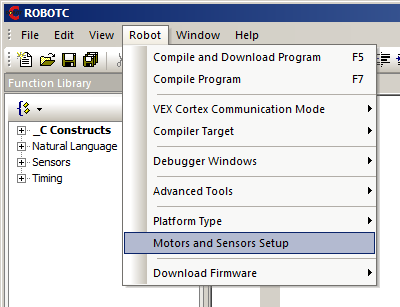 ROBOTC
File Edit View Robot Window Help
Compile and Download Program F5
Function Library
Compile Program F7
VEX Cortex Communication Mode
_C Constructs
Compiler Target
Natural Language
Sensors
Debugger Windows
Timing
Advanced Tools
Platform Type
Motors and Sensors Setup
Download Firmware